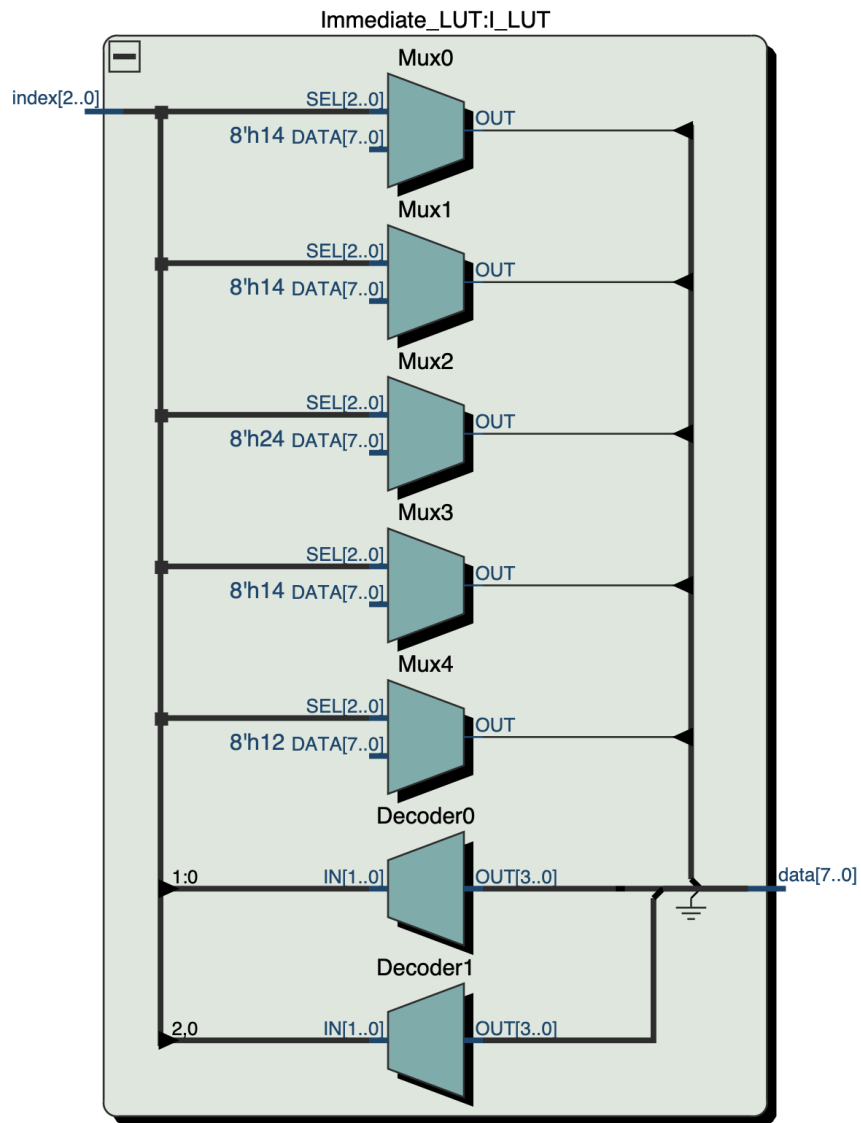 Immediate_LUT:I_LUT
Mux0
index[2..0]
SEL[2..0]
OUT
8'h14 DATA[7..0]
Mux1
SEL[2..0]
OUT
8'h14 DATA[7..0]
Mux2
SEL[2..0]
OUT
8'h24 DATA[7..0]
Mux3
SEL[2..0]
OUT
8'h14 DATA[7..0]
Mux4
SEL[2..0]
OUT
8'h12 DATA[7..0]
Decoder0
1:0
IN[1..0]
OUT[3..0]
data[7..0]
Decoder1
2,0
IN[1..0]
OUT[3..0]